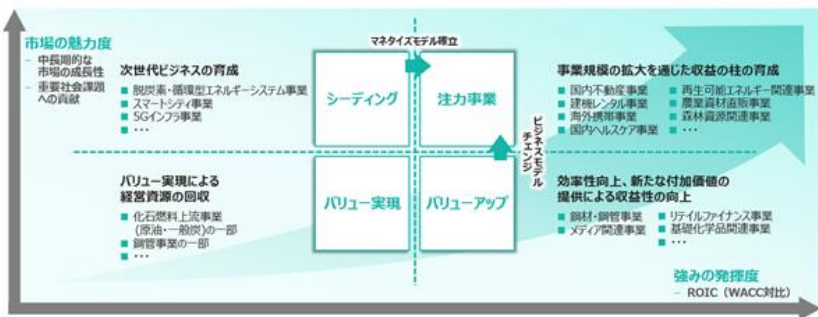 市場の魅力度
– 中長期的な
市場の成長性
– 重要社会課題
への貢献
次世代ビジネスの育成
■ 脱炭素・循環型エネルギーシステム事業
■ スマートシティ事業
■ 5Gインフラ事業
■ ・・・
マネタイズモデル確立
シーディング
注力事業
事業規模の拡大を通じた収益の柱の育成
■ 国内不動産事業
■ 建機レンタル事業
■ 海外携帯事業
■ 国内ヘルスケア事業
■ 再生可能エネルギー関連事業
■ 農業資材直販事業
■ 森林資源関連事業
■ ・・・
ビジネスモデル
チェンジ
バリュー実現による
経営資源の回収
■ 化石燃料上流事業
(原油・一般炭)の一部
■ 鋼管事業の一部
■ ・・・
バリュー実現
バリューアップ
効率性向上、新たな付加価値の
提供による収益性の向上
■ 鋼材・鋼管事業
■ メディア関連事業
■ リテイルファイナンス事業
■ 基礎化学品関連事業
■ ・・・
強みの発揮度
– ROIC（WACC対比）